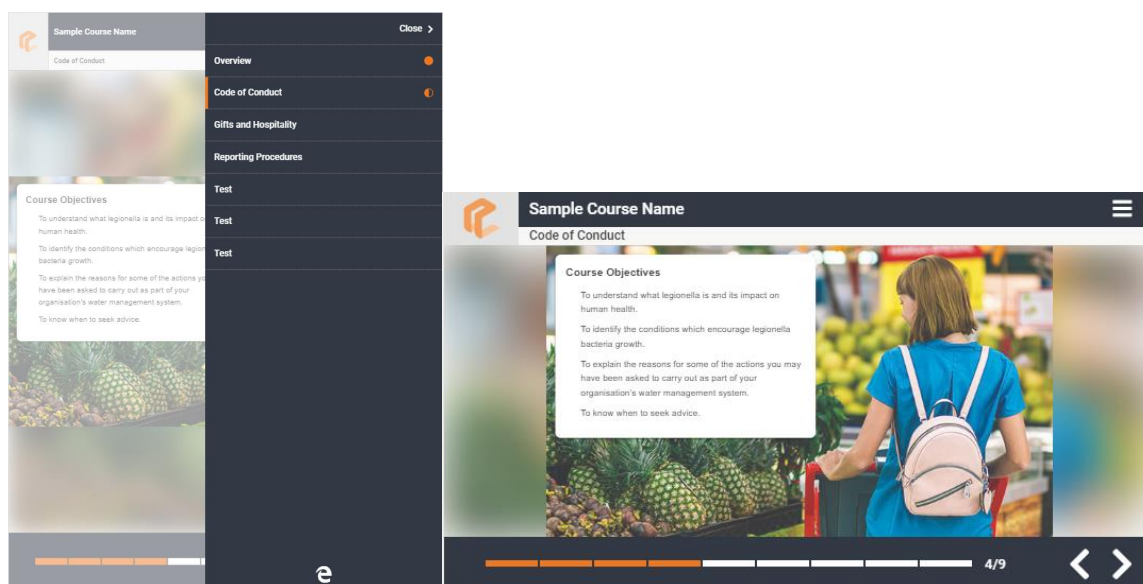 Sample Course Name
Code of Conduct
Course Objectives
To understand what legionella is and its impact o
human health.
To identify the conditions which encourage legion
bacteria growth.
To explain the reasons for some of the actions yo
have been asked to carry out as part of your
organisation's water management system.
To know when to seek advice.
Close
Overview
Code of Conduct
Gifts and Hospitality
Reporting Procedures
Test
Test
Test
Sample Course Name
Code of Conduct
Course Objectives
To understand what legionella is and its impact on
human health.
To identify the conditions which encourage legionella
bacteria growth.
To explain the reasons for some of the actions you may
have been asked to carry out as part of your
organisation's water management system.
To know when to seek advice.
4/9